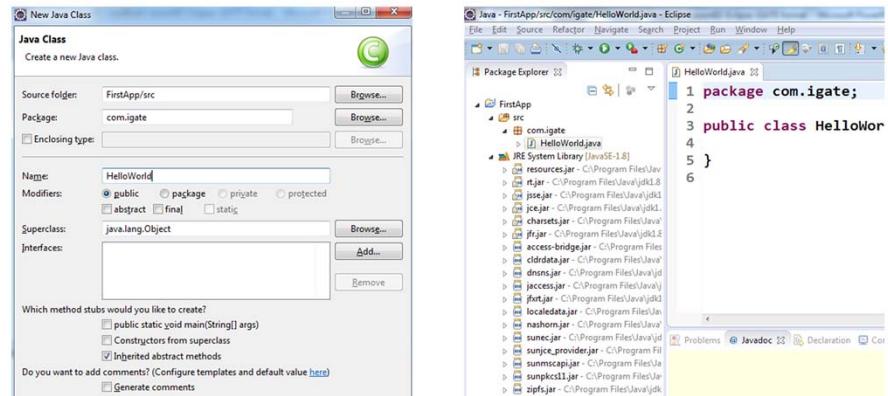 New Java Class
Java Class
Create a new Java class.
Source folder: FirstApp/src Browse...
Package: com.igate Browse...
Enclosing type: Browse...
Name: HelloWorld
Modifiers: public package private protected
abstract final static
Superclass: java.lang.Object Browse...
Interfaces: Add...
Remove
Which method stubs would you like to create?
public static void main(String[] args)
Constructors from superclass
Inherited abstract methods
Do you want to add comments? (Configure templates and default value here)
Generate comments
Java - FirstApp/src/com/igate/HelloWorld.java - Eclipse
File Edit Source Refactor Navigate Search Project Run Window Help
Package Explorer
FirstApp
src
com.igate
HelloWorld.java
JRE System Library [JavaSE-1.8]
resources.jar - C:\Program Files\Jav
rt.jar - C:\Program Files\Java\jdk1.8
jsse.jar - C:\Program Files\Java\jdk1
jce.jar - C:\Program Files\Java\jdk1.
charsets.jar - C:\Program Files\Java'
jfr.jar - C:\Program Files\Java\jdk1.8
access-bridge.jar - C:\Program Files
cldrdata.jar - C:\Program Files\Java'
dnsns.jar - C:\Program Files\Java\jd
jaccess.jar - C:\Program Files\Java\j
jfxrt.jar - C:\Program Files\Java\jdk1
localedata.jar - C:\Program Files\Jav
nashorn.jar - C:\Program Files\Java'
sunec.jar - C:\Program Files\Java\jdl
sunjce_provider.jar - C:\Program Fil
sunmscapi.jar - C:\Program Files\Ja
sunpkcs11.jar - C:\Program Files\Ja
zipfs.jar - C:\Program Files\Java\jdk
HelloWorld.java
1 package com.igate;
2
3 public class HelloWor
4
5 }
6
Problems @ Javadoc Declaration Co